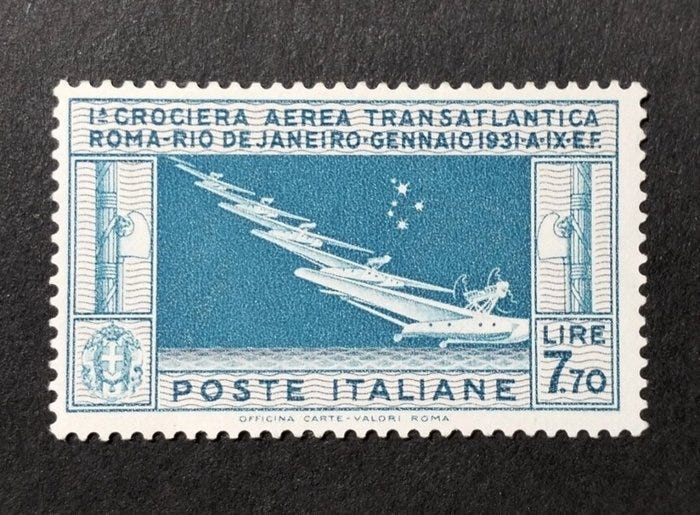 Iᴬ CROCIERA AEREA TRANSATLANTICA
ROMA-RIO DE JANEIRO-GENNAIO 1931-A·IX·E.F.
LIRE
7.70
POSTE ITALIANE
OFFICINA CARTE-VALORI ROMA